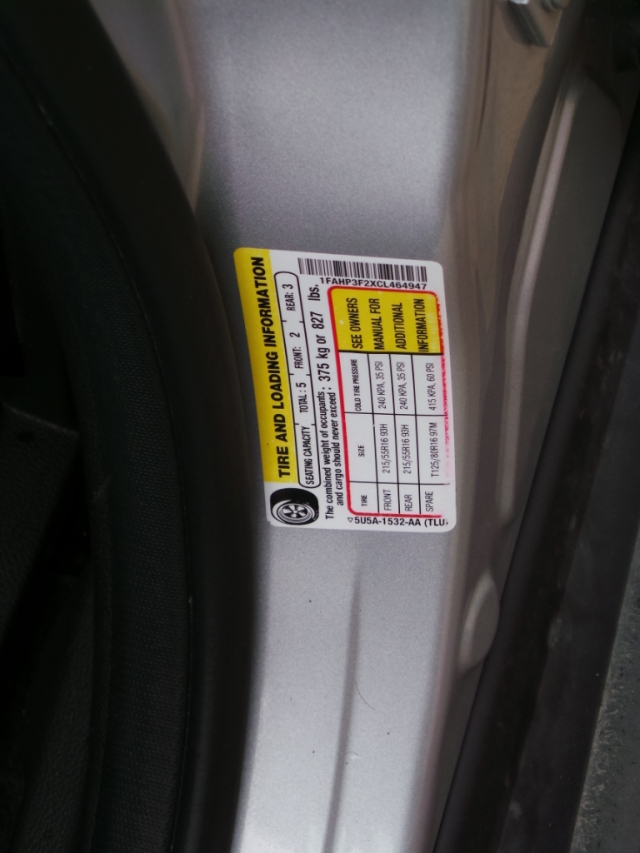 TIRE AND LOADING INFORMATION
SEATING CAPACITY TOTAL : 5 FRONT: 2 REAR: 3
The combined weight of occupants : 375 kg or 827 lbs.
and cargo should never exceed
1FAHP3F2XCL464947
TIRE SIZE COLD TIRE PRESSURE SEE OWNERS
FRONT 215/55R16 93H 240 KPA, 35 PSI MANUAL FOR
REAR 215/55R16 93H 240 KPA, 35 PSI ADDITIONAL
SPARE T125/80R16 97M 415 KPA, 60 PSI INFORMATION
5U5A-1532-AA (TLU)